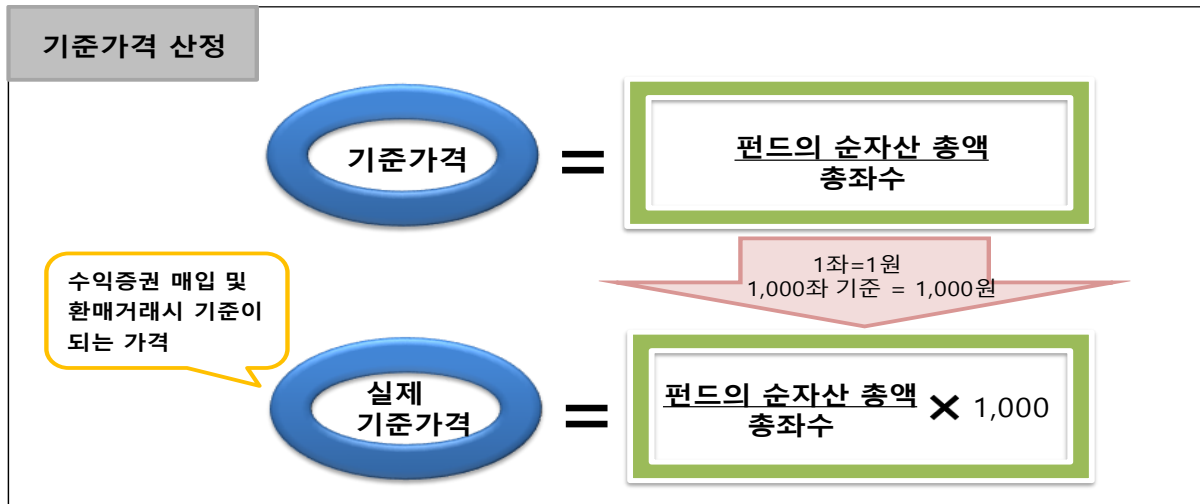 기준가격 산정
기준가격
=
펀드의 순자산 총액
총좌수
1좌=1원
1,000좌 기준 = 1,000원
수익증권 매입 및
환매거래시 기준이
되는 가격
실제
기준가격
=
펀드의 순자산 총액
총좌수
× 1,000